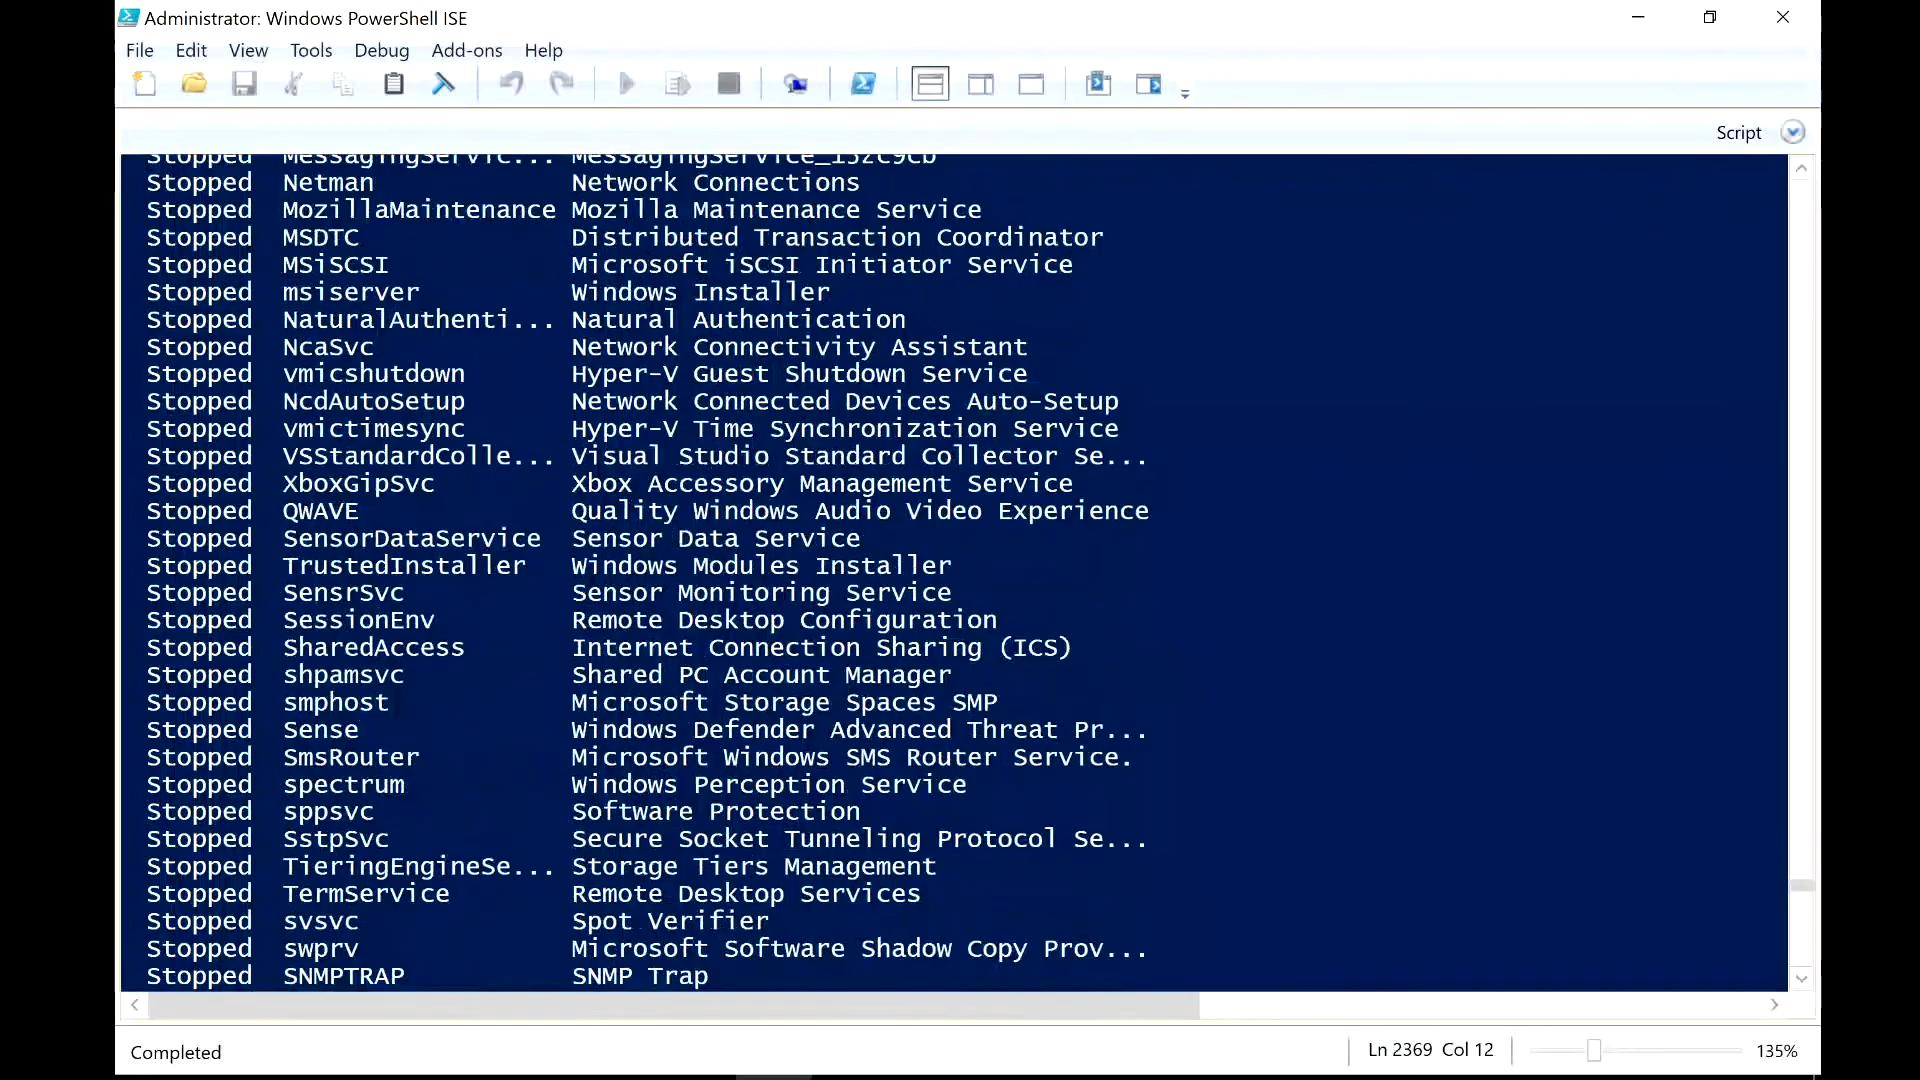 Administrator: Windows PowerShell ISE
File Edit View Tools Debug Add-ons Help
Script
Stopped MessagingServic... MessagingService_152c9cb
Stopped Netman Network Connections
Stopped MozillaMaintenance Mozilla Maintenance Service
Stopped MSDTC Distributed Transaction Coordinator
Stopped MSiSCSI Microsoft iSCSI Initiator Service
Stopped msiserver Windows Installer
Stopped NaturalAuthenti... Natural Authentication
Stopped NcaSvc Network Connectivity Assistant
Stopped vmicshutdown Hyper-V Guest Shutdown Service
Stopped NcdAutoSetup Network Connected Devices Auto-Setup
Stopped vmictimesync Hyper-V Time Synchronization Service
Stopped VSStandardColle... Visual Studio Standard Collector Se...
Stopped XboxGipSvc Xbox Accessory Management Service
Stopped QWAVE Quality Windows Audio Video Experience
Stopped SensorDataService Sensor Data Service
Stopped TrustedInstaller Windows Modules Installer
Stopped SensrSvc Sensor Monitoring Service
Stopped SessionEnv Remote Desktop Configuration
Stopped SharedAccess Internet Connection Sharing (ICS)
Stopped shpamsvc Shared PC Account Manager
Stopped smphost Microsoft Storage Spaces SMP
Stopped Sense Windows Defender Advanced Threat Pr...
Stopped SmsRouter Microsoft Windows SMS Router Service.
Stopped spectrum Windows Perception Service
Stopped sppsvc Software Protection
Stopped SstpSvc Secure Socket Tunneling Protocol Se...
Stopped TieringEngineSe... Storage Tiers Management
Stopped TermService Remote Desktop Services
Stopped svsvc Spot Verifier
Stopped swprv Microsoft Software Shadow Copy Prov...
Stopped SNMPTRAP SNMP Trap
Completed Ln 2369 Col 12 135%